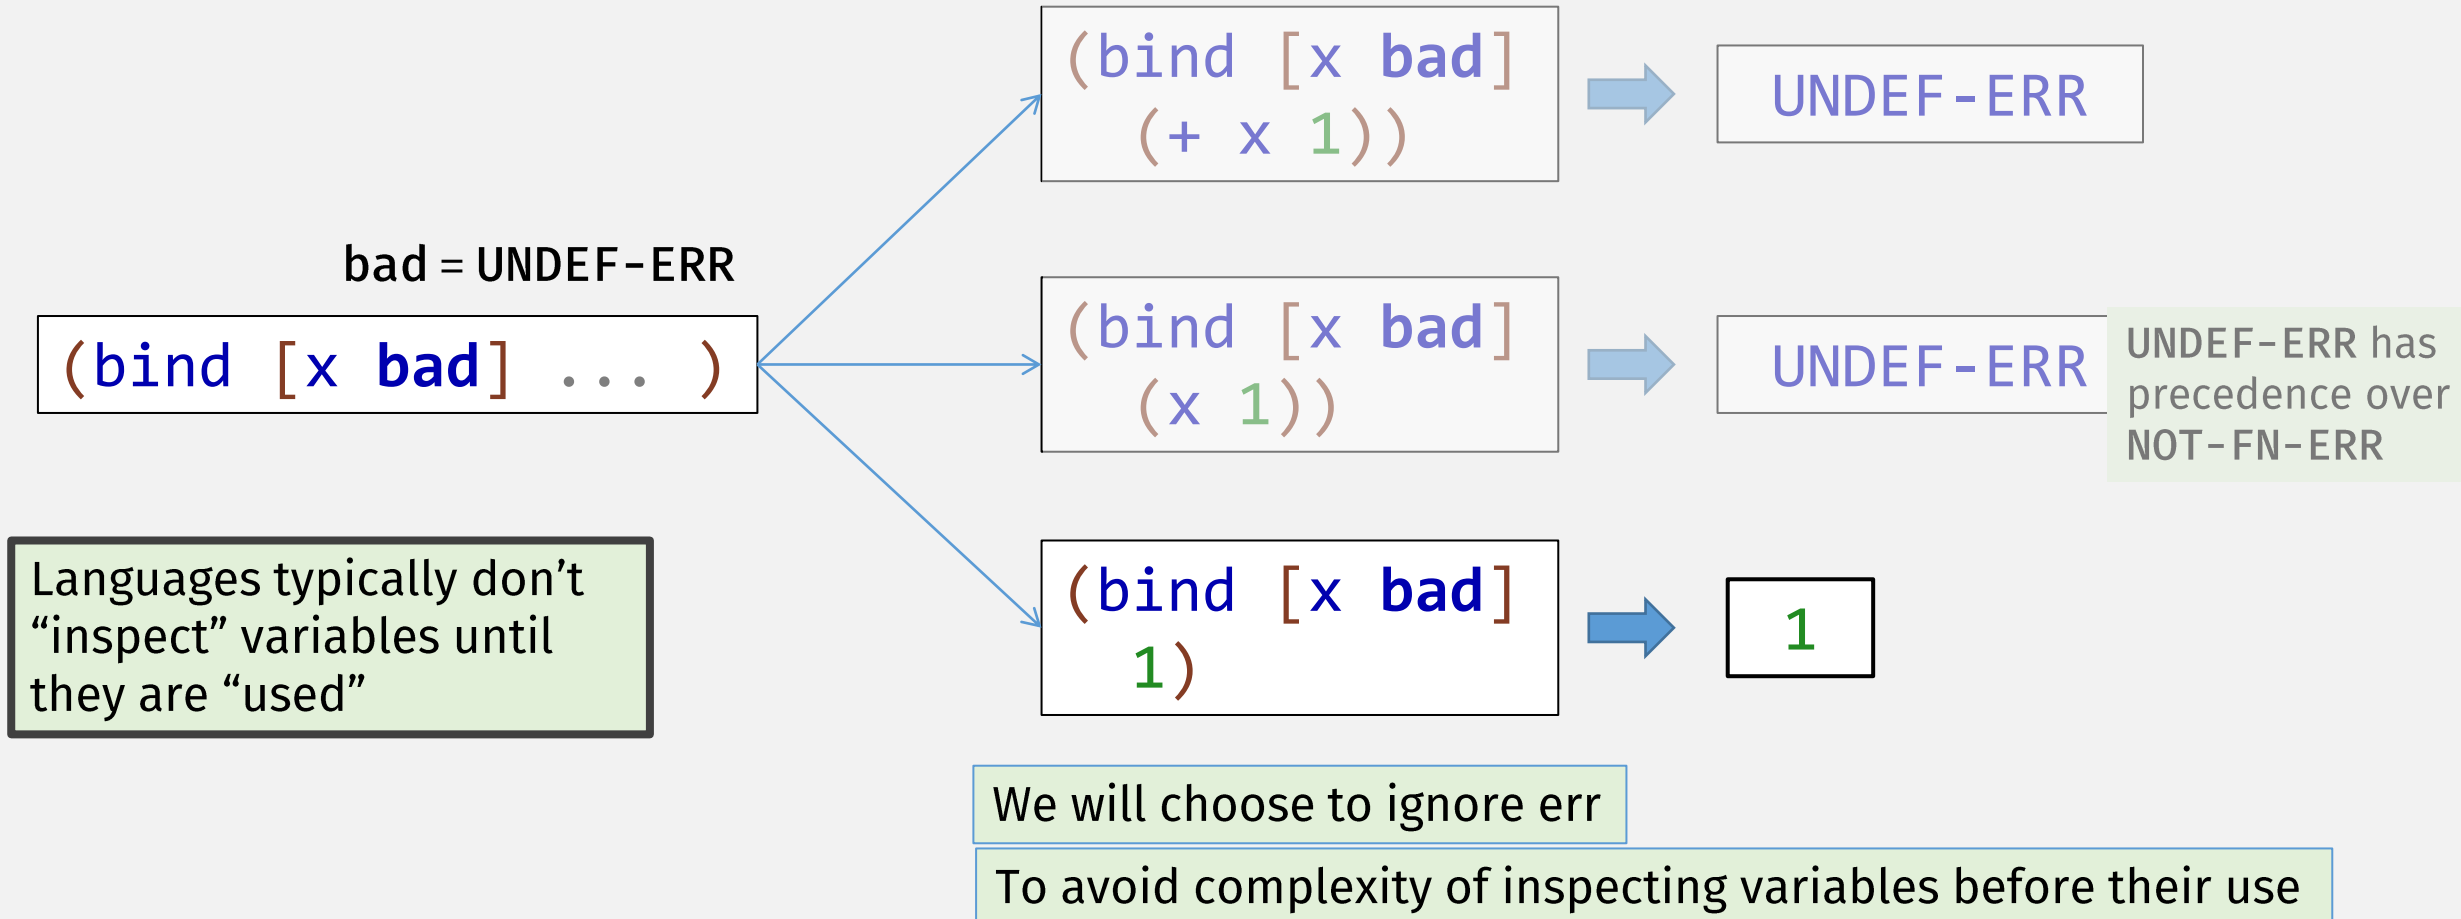 (bind [x bad]
(+ x 1))
UNDEF-ERR
bad = UNDEF-ERR
(bind [x bad] ... )
(bind [x bad]
(x 1))
UNDEF-ERR
UNDEF-ERR has
precedence over
NOT-FN-ERR
Languages typically don’t
“inspect” variables until
they are “used”
(bind [x bad]
1)
1
We will choose to ignore err
To avoid complexity of inspecting variables before their use